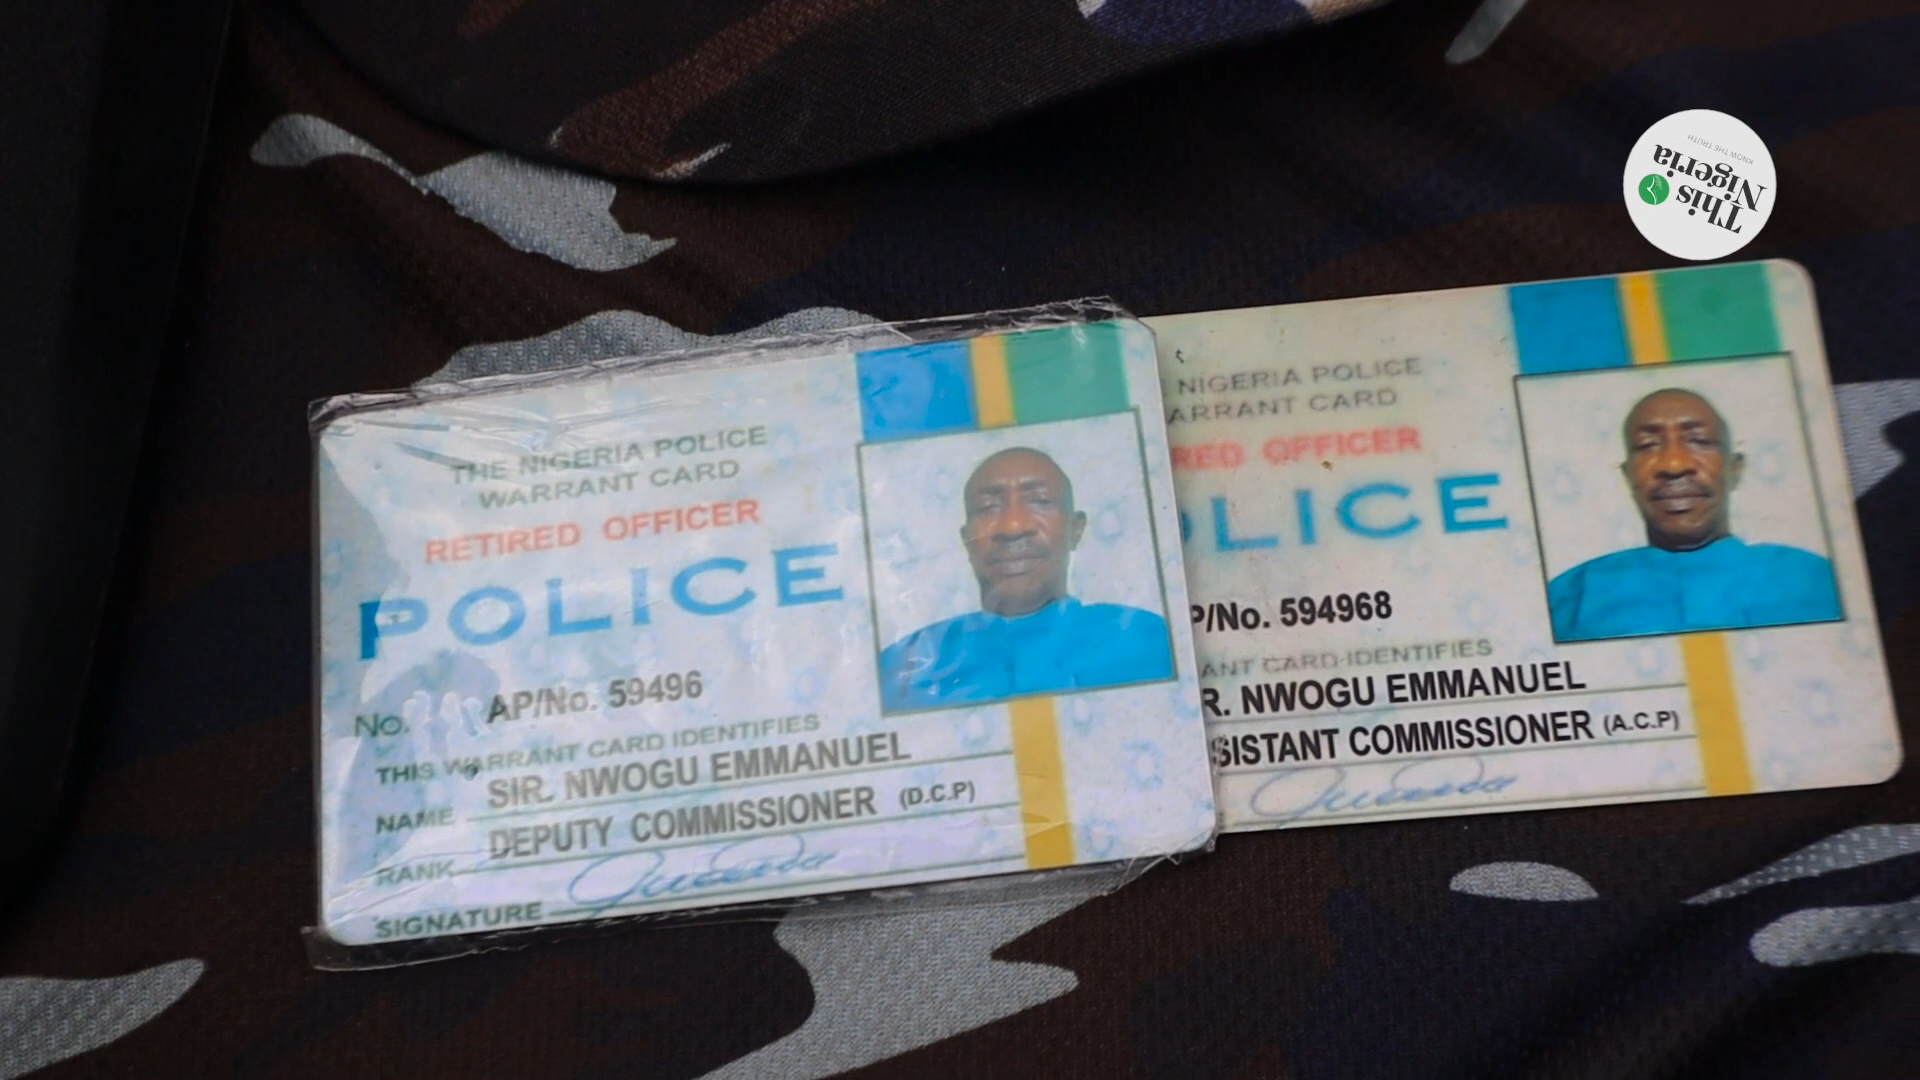 This
Nigeria
KNOW THE TRUTH
THE NIGERIA POLICE
WARRANT CARD
RETIRED OFFICER
POLICE
No. AP/No. 59496
THIS WARRANT CARD IDENTIFIES
NAME SIR. NWOGU EMMANUEL
RANK DEPUTY COMMISSIONER (D.C.P)
SIGNATURE
NIGERIA POLICE
ARRANT CARD
RED OFFICER
OLICE
P/No. 594968
ANT CARD IDENTIFIES
R. NWOGU EMMANUEL
SISTANT COMMISSIONER (A.C.P)